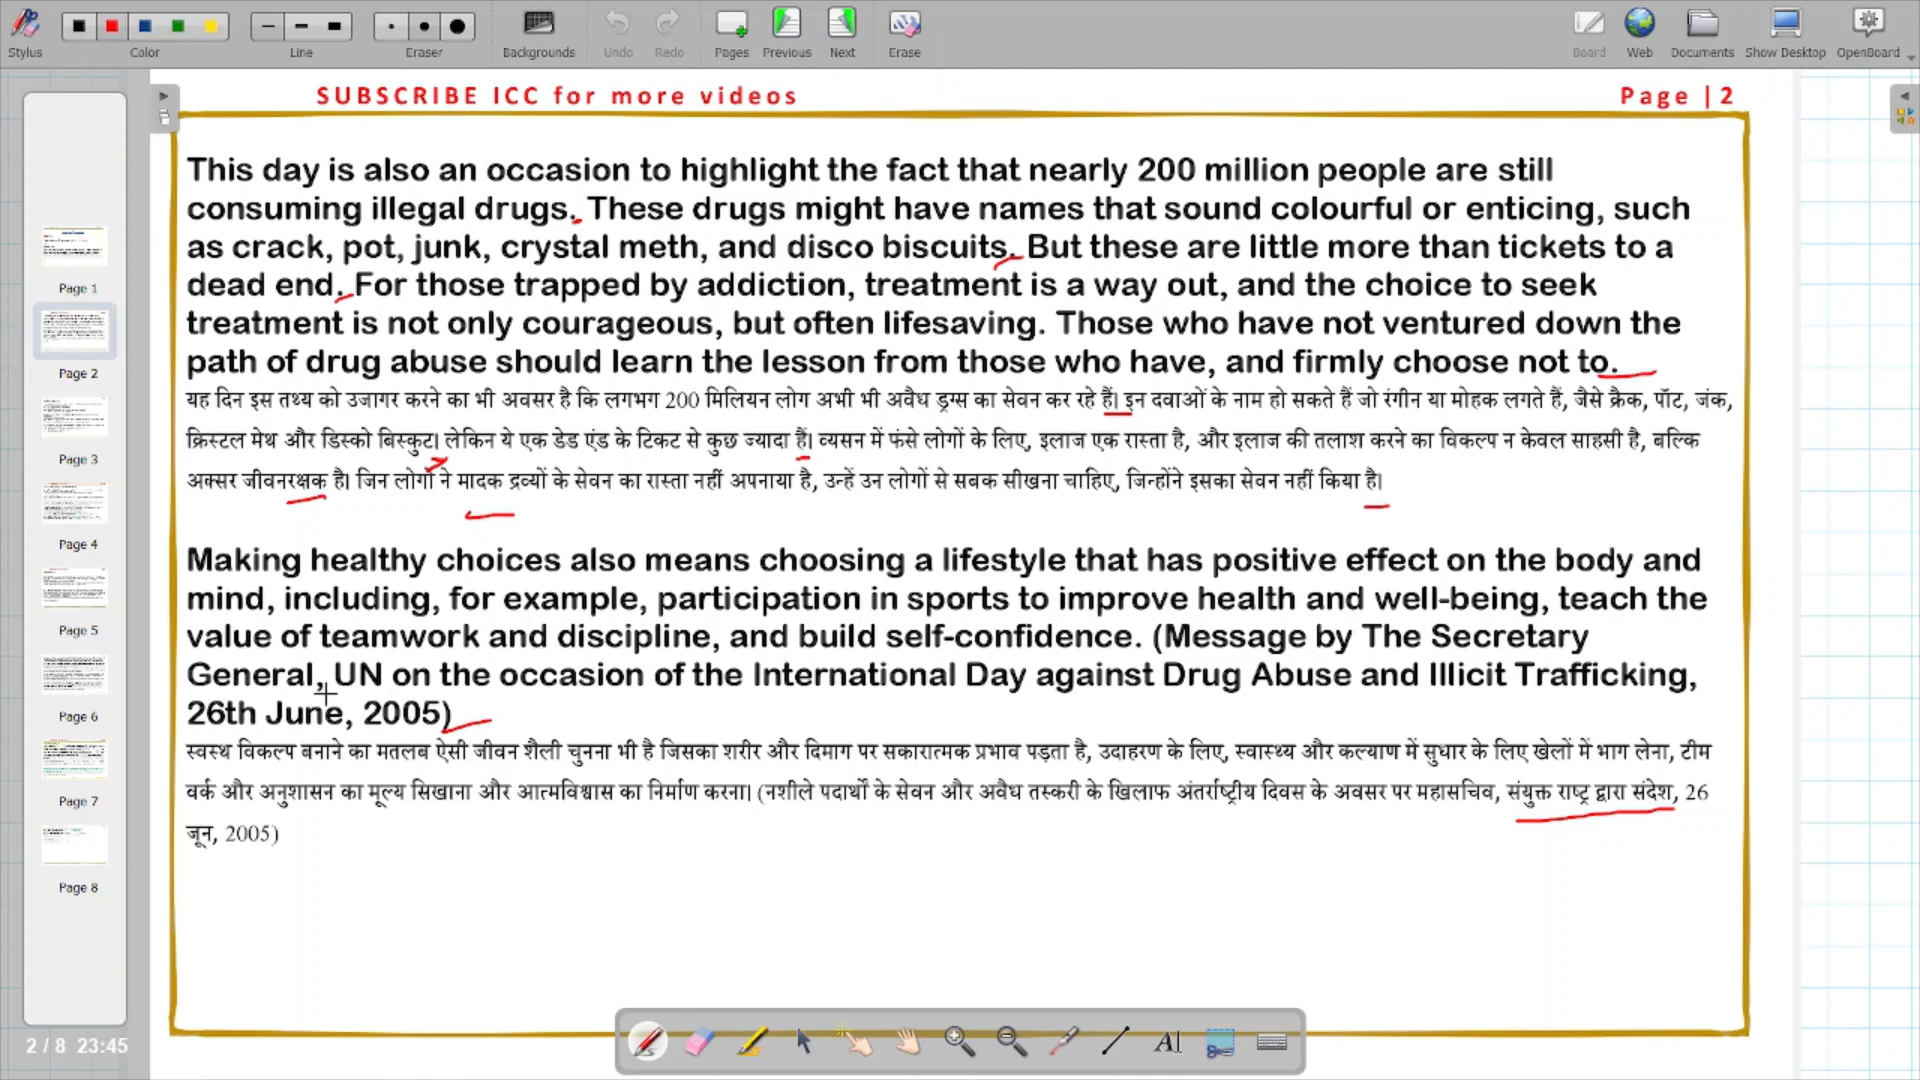 Stylus
Color
Line
Eraser
Backgrounds
Undo
Redo
Pages
Previous
Next
Erase
Board
Web
Documents
Show Desktop
OpenBoard
SUBSCRIBE ICC for more videos
Page | 2
This day is also an occasion to highlight the fact that nearly 200 million people are still
consuming illegal drugs. These drugs might have names that sound colourful or enticing, such
as crack, pot, junk, crystal meth, and disco biscuits. But these are little more than tickets to a
dead end. For those trapped by addiction, treatment is a way out, and the choice to seek
treatment is not only courageous, but often lifesaving. Those who have not ventured down the
path of drug abuse should learn the lesson from those who have, and firmly choose not to.
यह दिन इस तथ्य को उजागर करने का भी अवसर है कि लगभग 200 मिलियन लोग अभी भी अवैध ड्रग्स का सेवन कर रहे हैं। इन दवाओं के नाम हो सकते हैं जो रंगीन या मोहक लगते हैं, जैसे क्रैक, पॉट, जंक,
क्रिस्टल मेथ और डिस्को बिस्कुट। लेकिन ये एक डेड एंड के टिकट से कुछ ज्यादा हैं। व्यसन में फंसे लोगों के लिए, इलाज एक रास्ता है, और इलाज की तलाश करने का विकल्प न केवल साहसी है, बल्कि
अक्सर जीवनरक्षक है। जिन लोगों ने मादक द्रव्यों के सेवन का रास्ता नहीं अपनाया है, उन्हें उन लोगों से सबक सीखना चाहिए, जिन्होंने इसका सेवन नहीं किया है।
Making healthy choices also means choosing a lifestyle that has positive effect on the body and
mind, including, for example, participation in sports to improve health and well-being, teach the
value of teamwork and discipline, and build self-confidence. (Message by The Secretary
General, UN on the occasion of the International Day against Drug Abuse and Illicit Trafficking,
26th June, 2005)
स्वस्थ विकल्प बनाने का मतलब ऐसी जीवन शैली चुनना भी है जिसका शरीर और दिमाग पर सकारात्मक प्रभाव पड़ता है, उदाहरण के लिए, स्वास्थ्य और कल्याण में सुधार के लिए खेलों में भाग लेना, टीम
वर्क और अनुशासन का मूल्य सिखाना और आत्मविश्वास का निर्माण करना। (नशीले पदार्थों के सेवन और अवैध तस्करी के खिलाफ अंतर्राष्ट्रीय दिवस के अवसर पर महासचिव, संयुक्त राष्ट्र द्वारा संदेश, 26
जून, 2005)
Page 1
Page 2
Page 3
Page 4
Page 5
Page 6
Page 7
Page 8
2 / 8 23:45